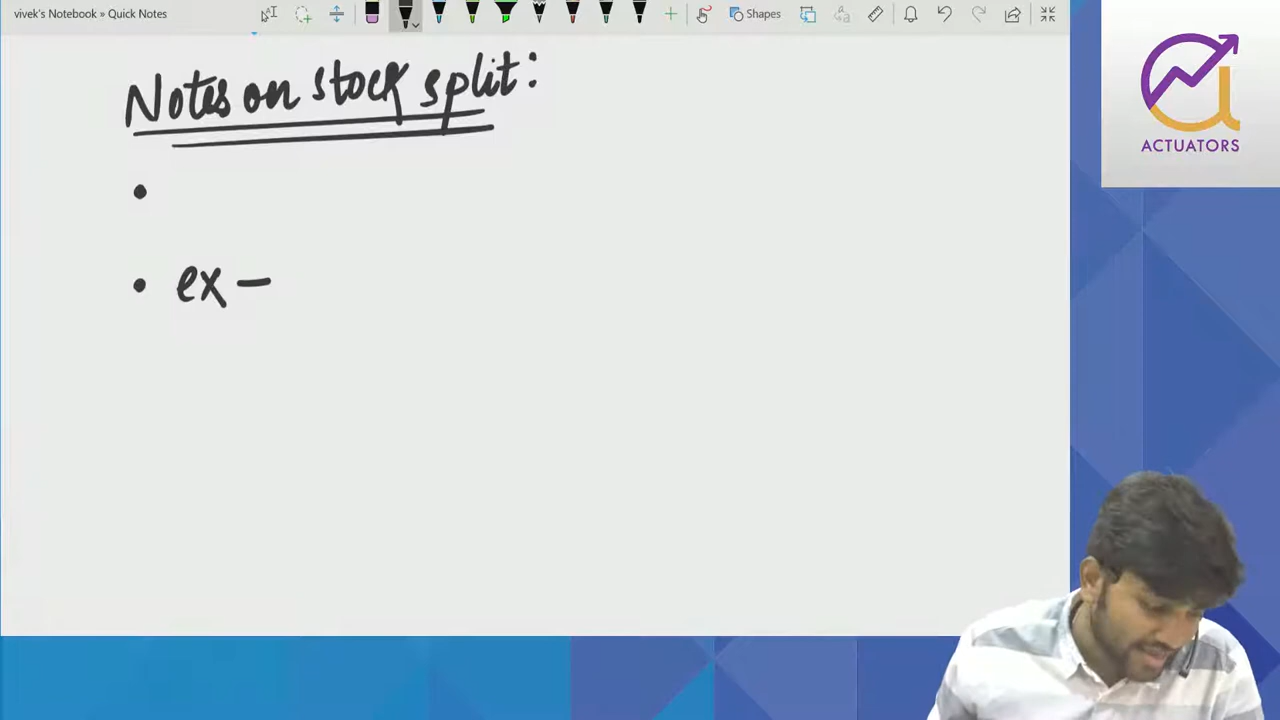 vivek's Notebook » Quick Notes
Shapes
Notes on stock split:
•
• ex –
ACTUATORS